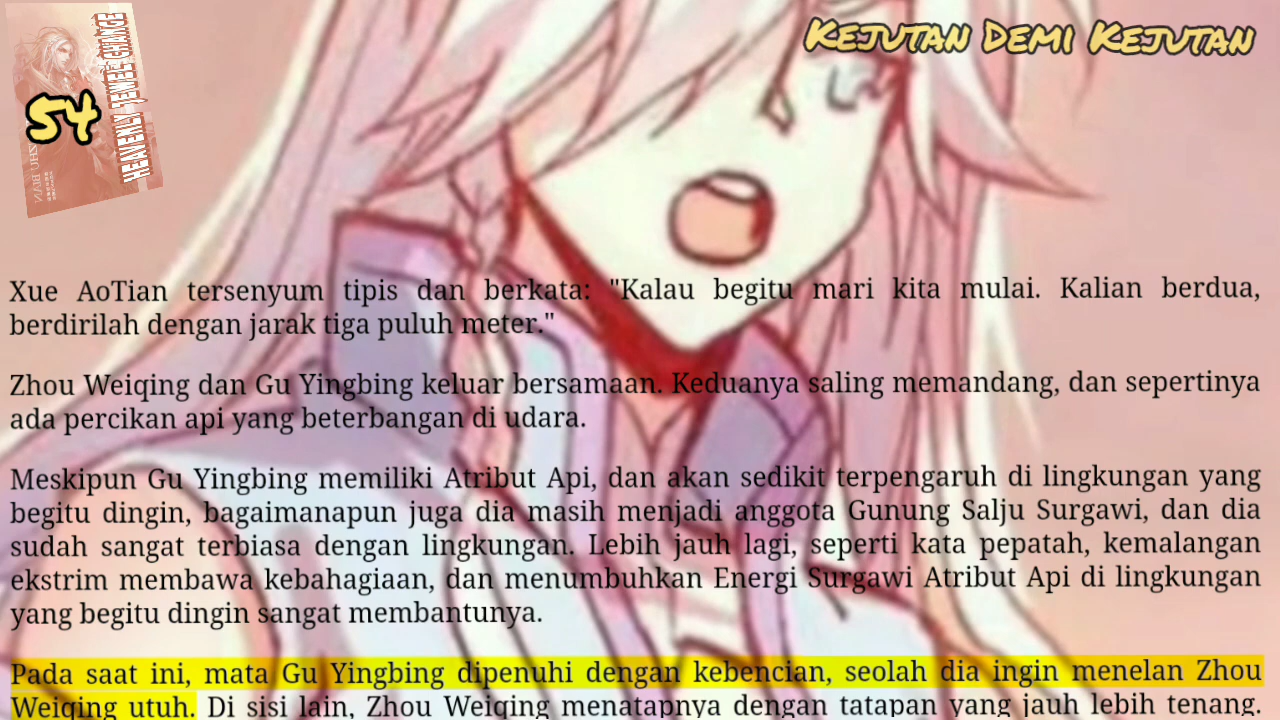 HEAVENLY JEWEL CHANGE
54
Kejutan Demi Kejutan
Xue AoTian tersenyum tipis dan berkata: "Kalau begitu mari kita mulai. Kalian berdua,
berdirilah dengan jarak tiga puluh meter."
Zhou Weiqing dan Gu Yingbing keluar bersamaan. Keduanya saling memandang, dan sepertinya
ada percikan api yang beterbangan di udara.
Meskipun Gu Yingbing memiliki Atribut Api, dan akan sedikit terpengaruh di lingkungan yang
begitu dingin, bagaimanapun juga dia masih menjadi anggota Gunung Salju Surgawi, dan dia
sudah sangat terbiasa dengan lingkungan. Lebih jauh lagi, seperti kata pepatah, kemalangan
ekstrim membawa kebahagiaan, dan menumbuhkan Energi Surgawi Atribut Api di lingkungan
yang begitu dingin sangat membantunya.
Pada saat ini, mata Gu Yingbing dipenuhi dengan kebencian, seolah dia ingin menelan Zhou
Weiqing utuh. Di sisi lain, Zhou Weiqing menatapnya dengan tatapan yang jauh lebih tenang.